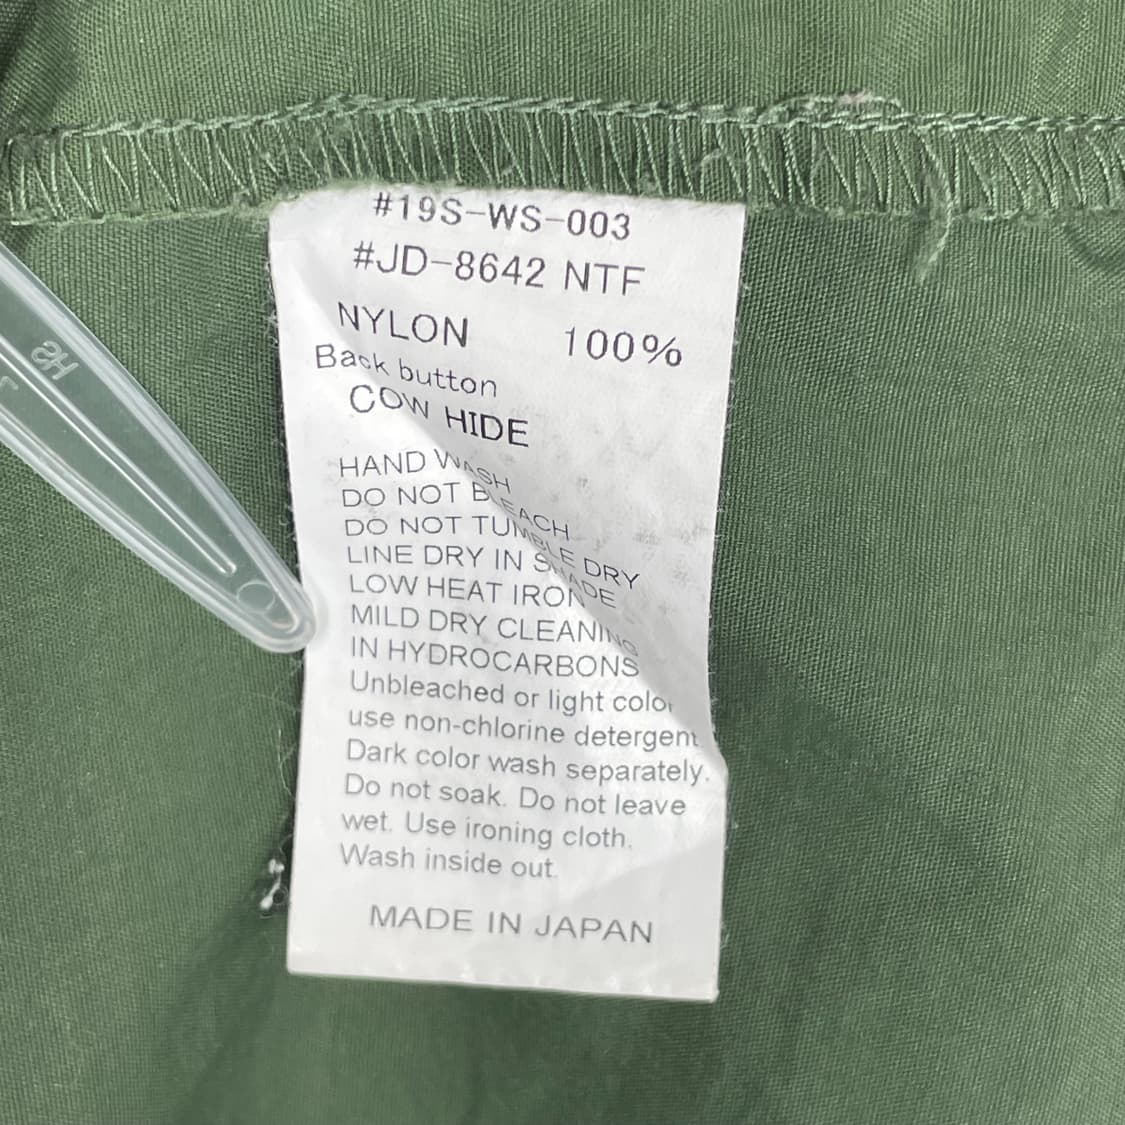 #19S-WS-003
#JD-8642 NTF
NYLON 100%
Back button
COW HIDE
HAND WASH
DO NOT BLEACH
DO NOT TUMBLE DRY
LINE DRY IN SHADE
LOW HEAT IRON
MILD DRY CLEANING
IN HYDROCARBONS
Unbleached or light color
use non-chlorine detergent
Dark color wash separately.
Do not soak. Do not leave
wet. Use ironing cloth.
Wash inside out.
MADE IN JAPAN